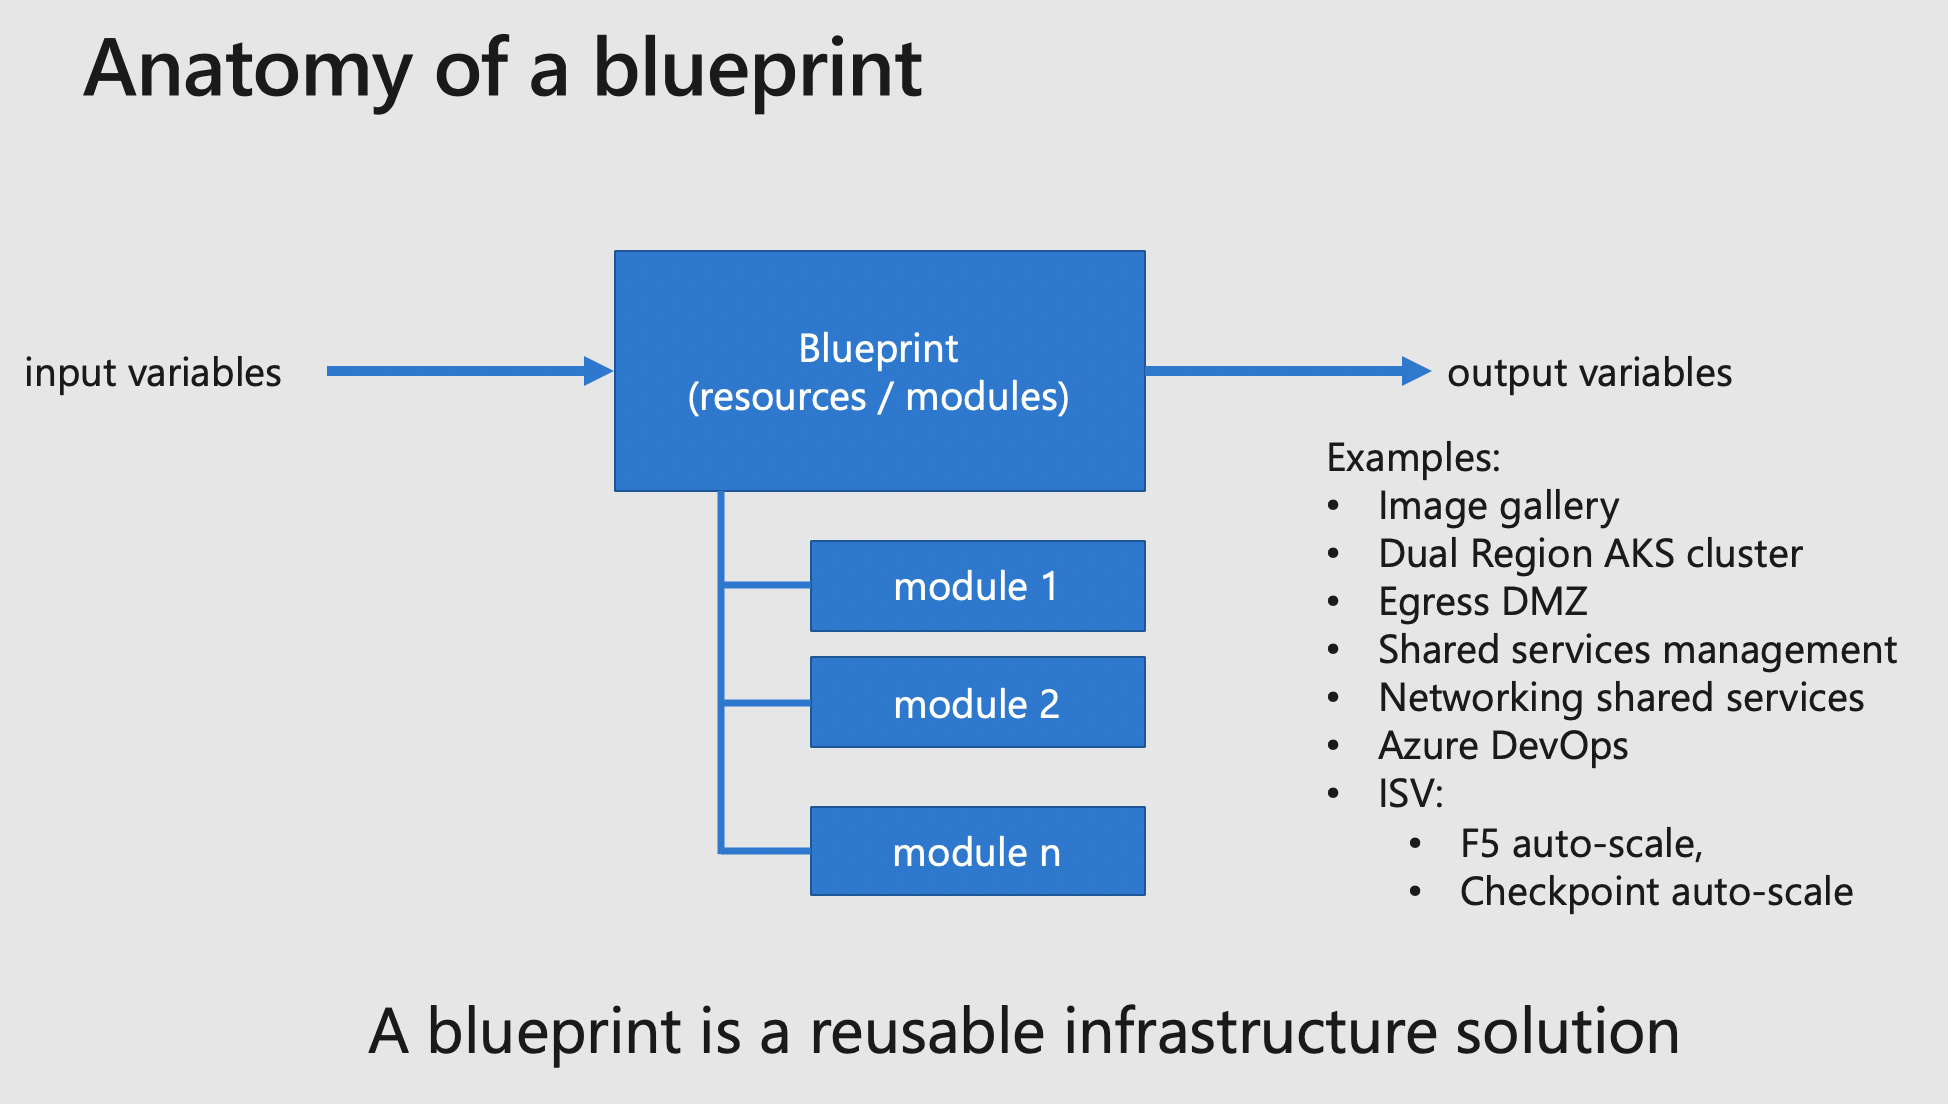 Anatomy of a blueprint
input variables
Blueprint
(resources / modules)
output variables
module 1
module 2
module n
Examples:
• Image gallery
• Dual Region AKS cluster
• Egress DMZ
• Shared services management
• Networking shared services
• Azure DevOps
• ISV:
• F5 auto-scale,
• Checkpoint auto-scale
A blueprint is a reusable infrastructure solution